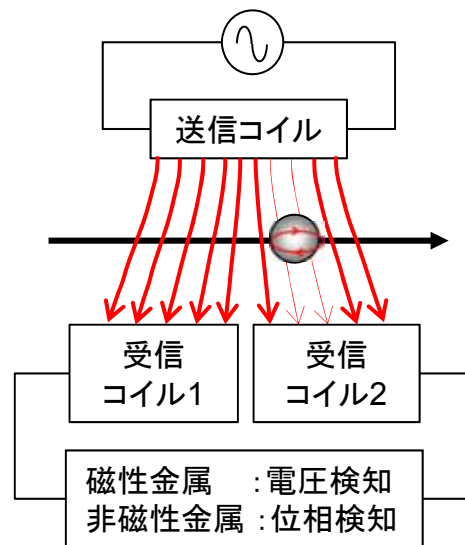 送信コイル
受信
コイル1
受信
コイル2
磁性金属　：電圧検知
非磁性金属：位相検知